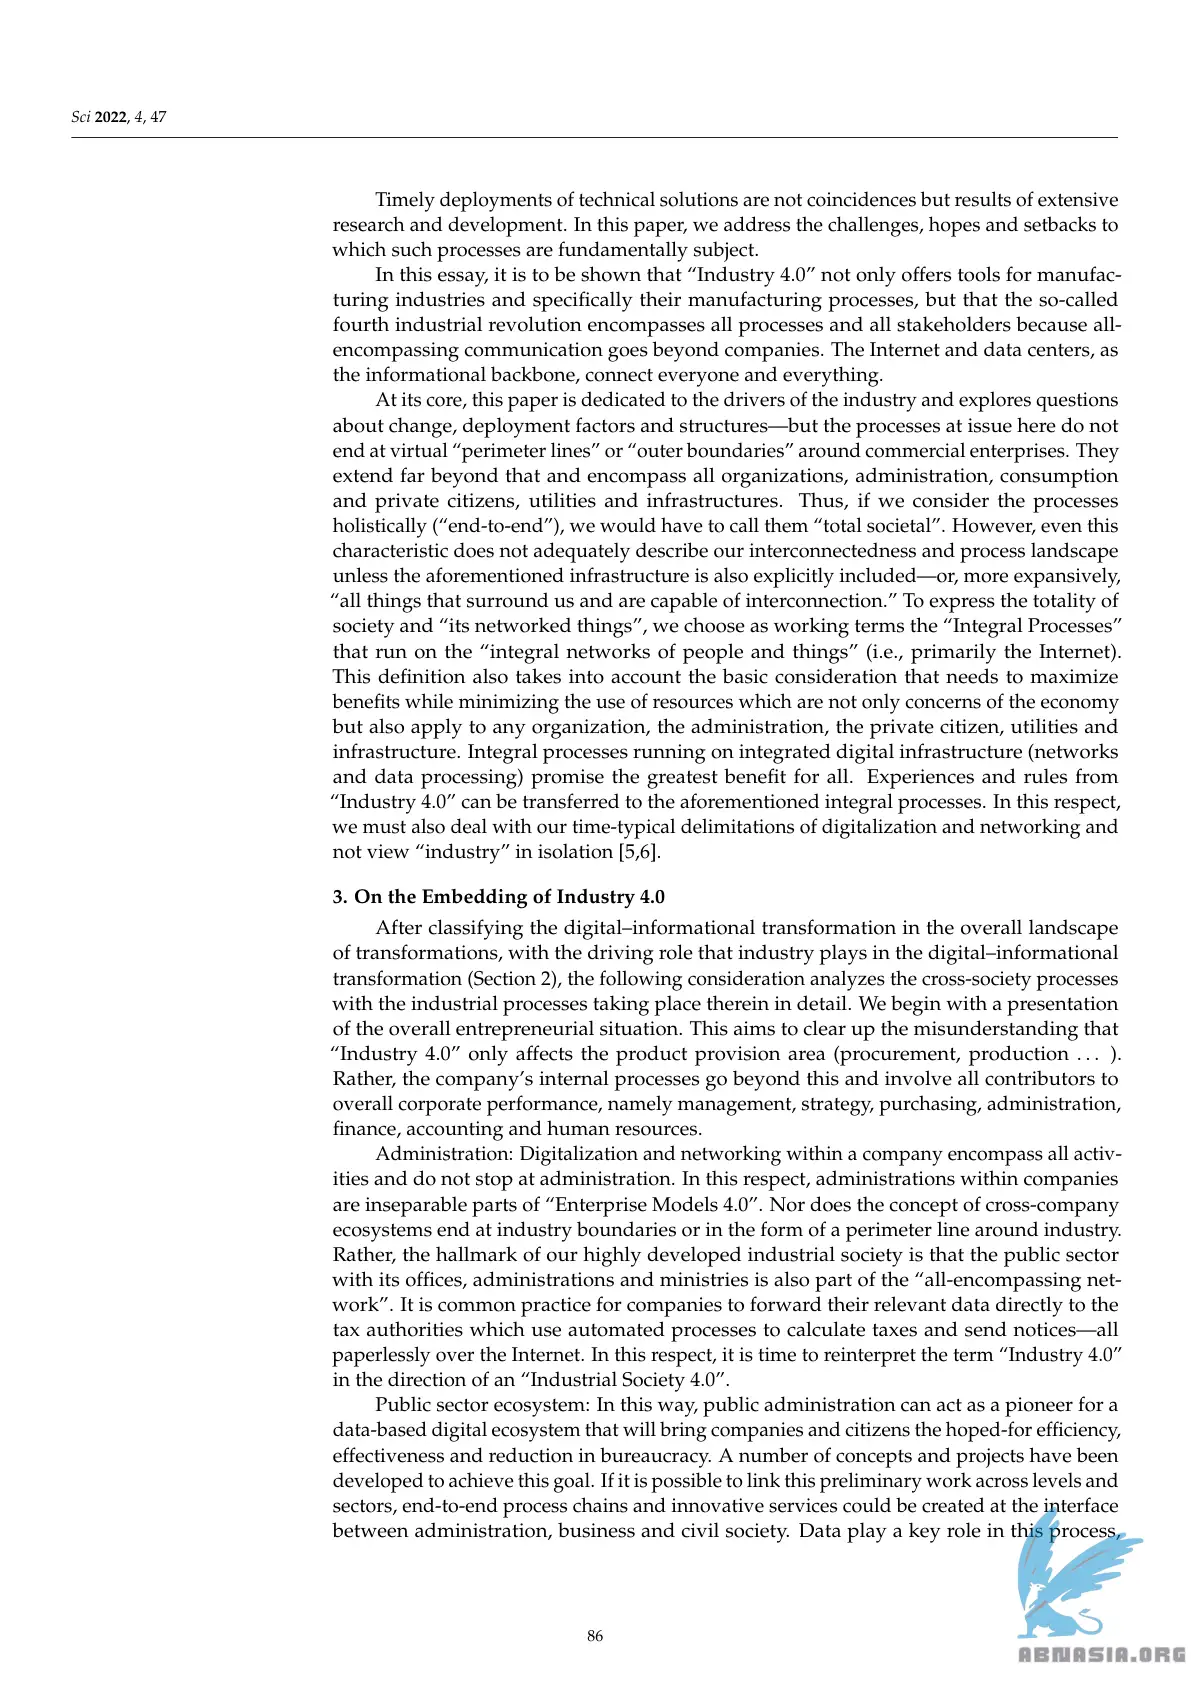 Sci 2022, 4, 47
Timely deployments of technical solutions are not coincidences but results of extensive
research and development. In this paper, we address the challenges, hopes and setbacks to
which such processes are fundamentally subject.
In this essay, it is to be shown that “Industry 4.0” not only offers tools for manufac-
turing industries and specifically their manufacturing processes, but that the so-called
fourth industrial revolution encompasses all processes and all stakeholders because all-
encompassing communication goes beyond companies. The Internet and data centers, as
the informational backbone, connect everyone and everything.
At its core, this paper is dedicated to the drivers of the industry and explores questions
about change, deployment factors and structures—but the processes at issue here do not
end at virtual “perimeter lines” or “outer boundaries” around commercial enterprises. They
extend far beyond that and encompass all organizations, administration, consumption
and private citizens, utilities and infrastructures. Thus, if we consider the processes
holistically (“end-to-end”), we would have to call them “total societal”. However, even this
characteristic does not adequately describe our interconnectedness and process landscape
unless the aforementioned infrastructure is also explicitly included—or, more expansively,
“all things that surround us and are capable of interconnection.” To express the totality of
society and “its networked things”, we choose as working terms the “Integral Processes”
that run on the “integral networks of people and things” (i.e., primarily the Internet).
This definition also takes into account the basic consideration that needs to maximize
benefits while minimizing the use of resources which are not only concerns of the economy
but also apply to any organization, the administration, the private citizen, utilities and
infrastructure. Integral processes running on integrated digital infrastructure (networks
and data processing) promise the greatest benefit for all. Experiences and rules from
“Industry 4.0” can be transferred to the aforementioned integral processes. In this respect,
we must also deal with our time-typical delimitations of digitalization and networking and
not view “industry” in isolation [5,6].
3. On the Embedding of Industry 4.0
After classifying the digital–informational transformation in the overall landscape
of transformations, with the driving role that industry plays in the digital–informational
transformation (Section 2), the following consideration analyzes the cross-society processes
with the industrial processes taking place therein in detail. We begin with a presentation
of the overall entrepreneurial situation. This aims to clear up the misunderstanding that
“Industry 4.0” only affects the product provision area (procurement, production . . . ).
Rather, the company’s internal processes go beyond this and involve all contributors to
overall corporate performance, namely management, strategy, purchasing, administration,
finance, accounting and human resources.
Administration: Digitalization and networking within a company encompass all activ-
ities and do not stop at administration. In this respect, administrations within companies
are inseparable parts of “Enterprise Models 4.0”. Nor does the concept of cross-company
ecosystems end at industry boundaries or in the form of a perimeter line around industry.
Rather, the hallmark of our highly developed industrial society is that the public sector
with its offices, administrations and ministries is also part of the “all-encompassing net-
work”. It is common practice for companies to forward their relevant data directly to the
tax authorities which use automated processes to calculate taxes and send notices—all
paperlessly over the Internet. In this respect, it is time to reinterpret the term “Industry 4.0”
in the direction of an “Industrial Society 4.0”.
Public sector ecosystem: In this way, public administration can act as a pioneer for a
data-based digital ecosystem that will bring companies and citizens the hoped-for efficiency,
effectiveness and reduction in bureaucracy. A number of concepts and projects have been
developed to achieve this goal. If it is possible to link this preliminary work across levels and
sectors, end-to-end process chains and innovative services could be created at the interface
between administration, business and civil society. Data play a key role in this process,
86
ABNASIA.ORG